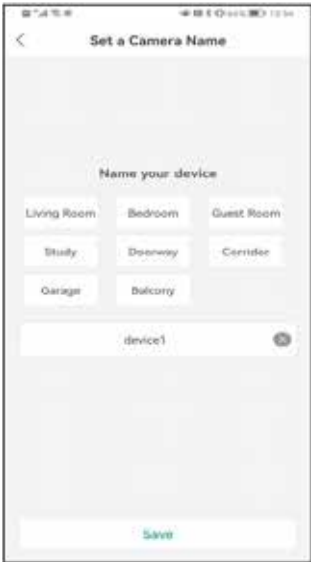 Set a Camera Name
Name your device
Living Room Bedroom Guest Room
Study Doorway Corridor
Garage Balcony
device1
Save